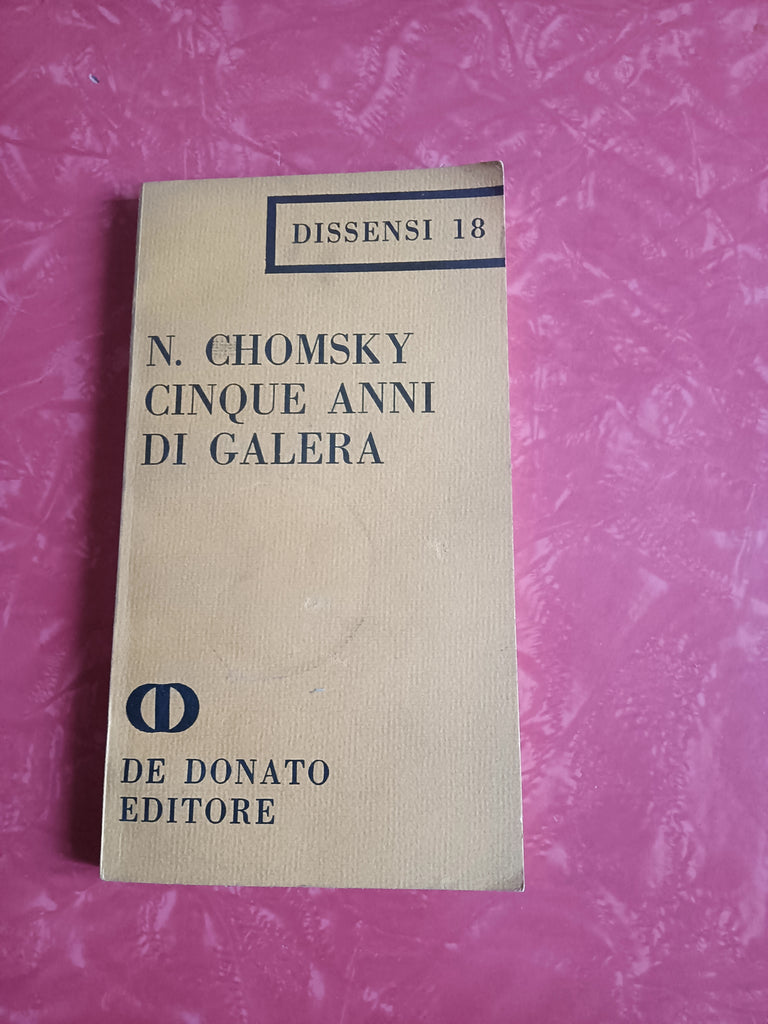 DISSENSI 18
N. CHOMSKY
CINQUE ANNI
DI GALERA
DE DONATO
EDITORE